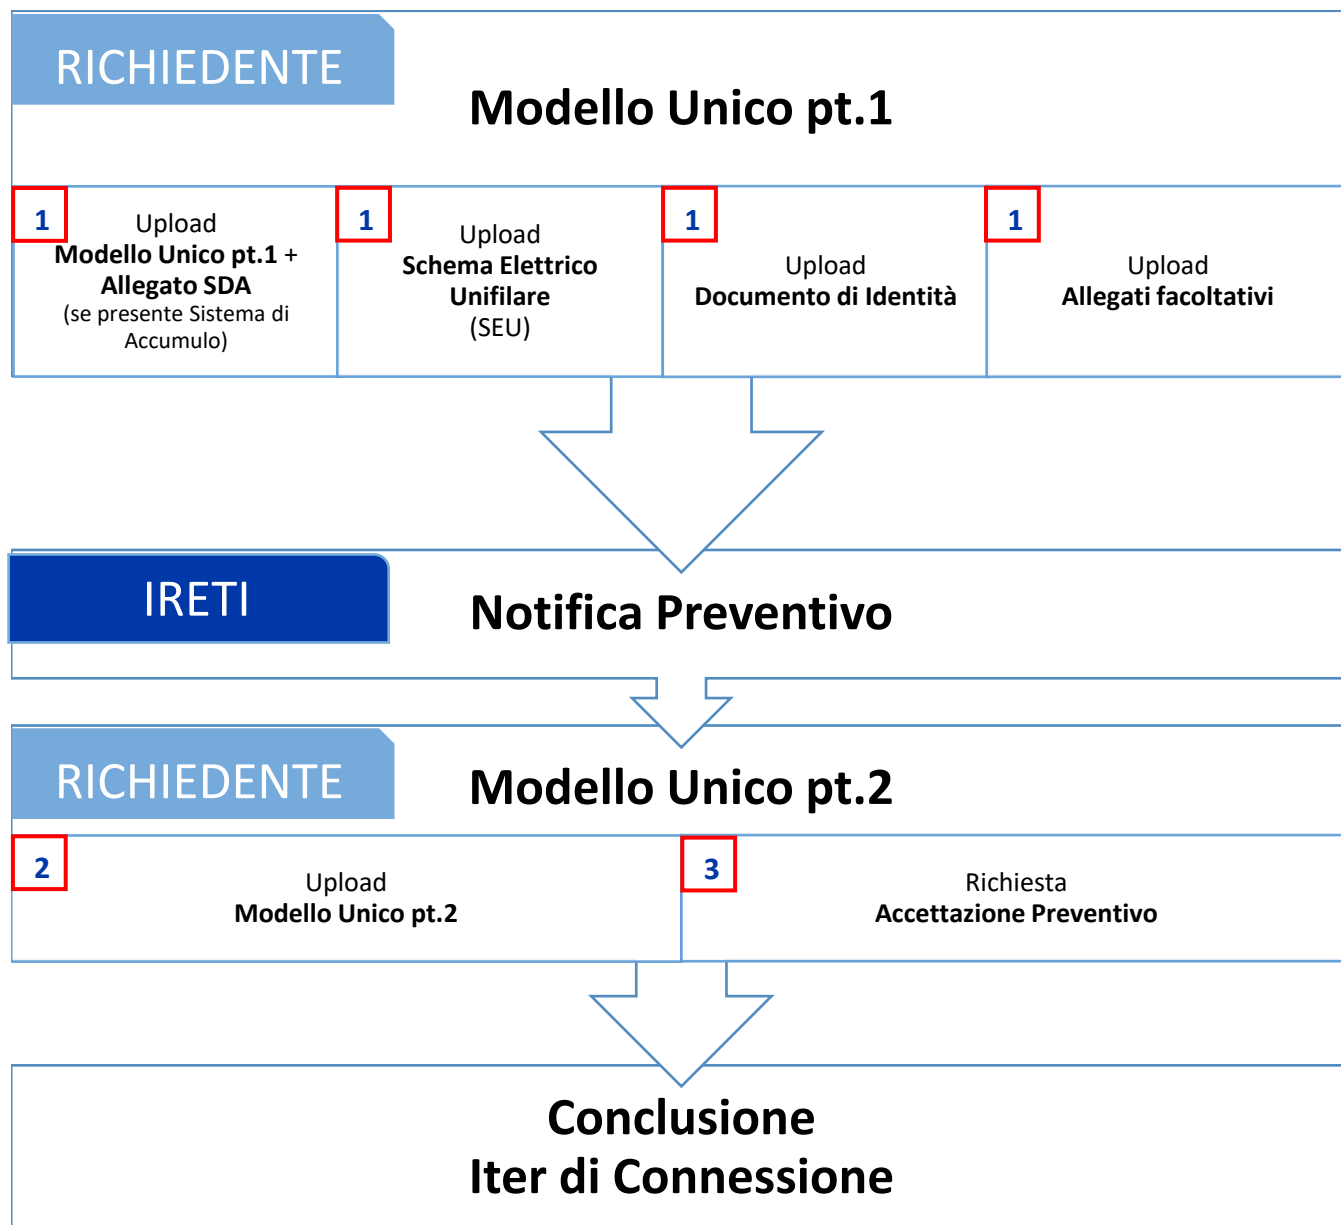 RICHIEDENTE
Modello Unico pt.1
1
Upload
Modello Unico pt.1 +
Allegato SDA
(se presente Sistema di
Accumulo)
1
Upload
Schema Elettrico
Unifilare
(SEU)
1
Upload
Documento di Identità
1
Upload
Allegati facoltativi
IRETI
Notifica Preventivo
RICHIEDENTE
Modello Unico pt.2
2
Upload
Modello Unico pt.2
3
Richiesta
Accettazione Preventivo
Conclusione
Iter di Connessione